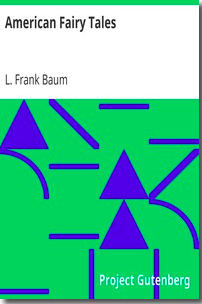 American Fairy Tales
L. Frank Baum
Project Gutenberg